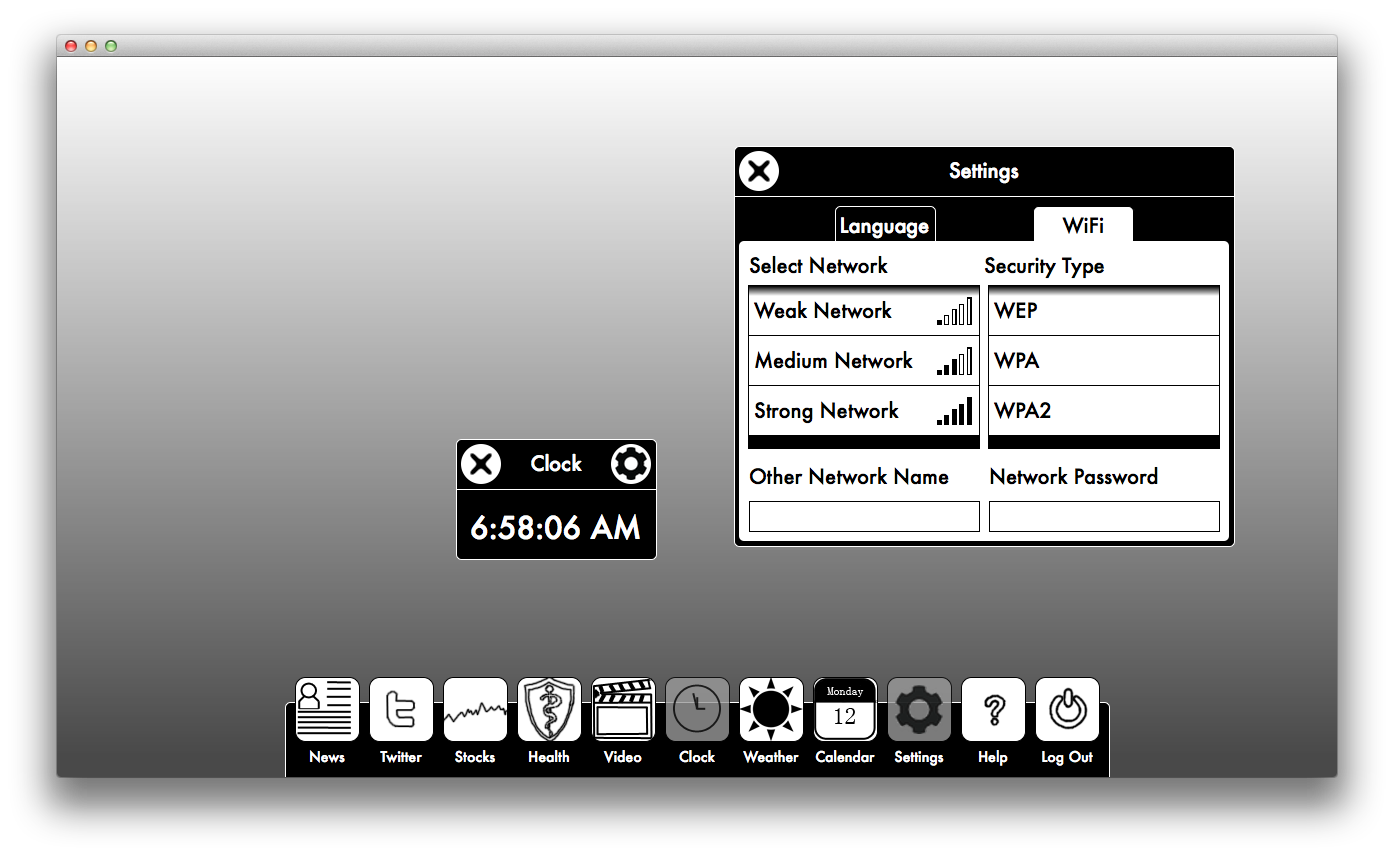 Settings
Language
WiFi
Select Network
Security Type
Weak Network
WEP
Medium Network
WPA
Strong Network
WPA2
Other Network Name
Network Password
Clock
6:58:06 AM
Monday
12
?
News
Twitter
Stocks
Health
Video
Clock
Weather
Calendar
Settings
Help
Log Out